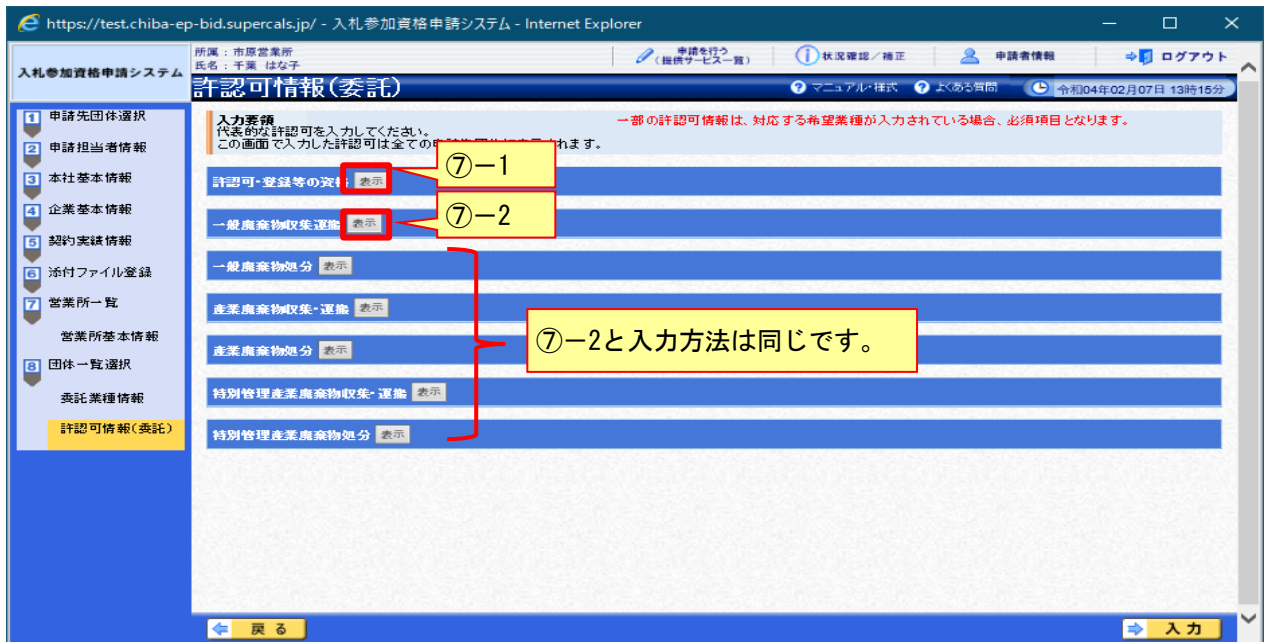 https://test.chiba-ep-bid.supercals.jp/ - 入札参加資格申請システム - Internet Explorer
入札参加資格申請システム
所属：市原営業所
氏名：千葉 はな子
申請を行う
(提供サービス一覧)
状況確認／補正
申請者情報
ログアウト
許認可情報(委託)
マニュアル・様式
よくある質問
令和04年02月07日 13時15分
1 申請先団体選択
2 申請担当者情報
3 本社基本情報
4 企業基本情報
5 契約実績情報
6 添付ファイル登録
7 営業所一覧
営業所基本情報
8 団体一覧選択
委託業種情報
許認可情報(委託)
入力要領
一部の許認可情報は、対応する希望業種が入力されている場合、必須項目となります。
代表的な許認可を入力してください。
この画面で入力した許認可は全ての
れます。
⑦－1
許認可・登録等の資 表示
⑦－2
一般廃棄物収集運搬 表示
一般廃棄物処分 表示
産業廃棄物収集・運搬 表示
⑦－2と入力方法は同じです。
産業廃棄物処分 表示
特別管理産業廃棄物収集・運搬 表示
特別管理産業廃棄物処分 表示
戻る
入力